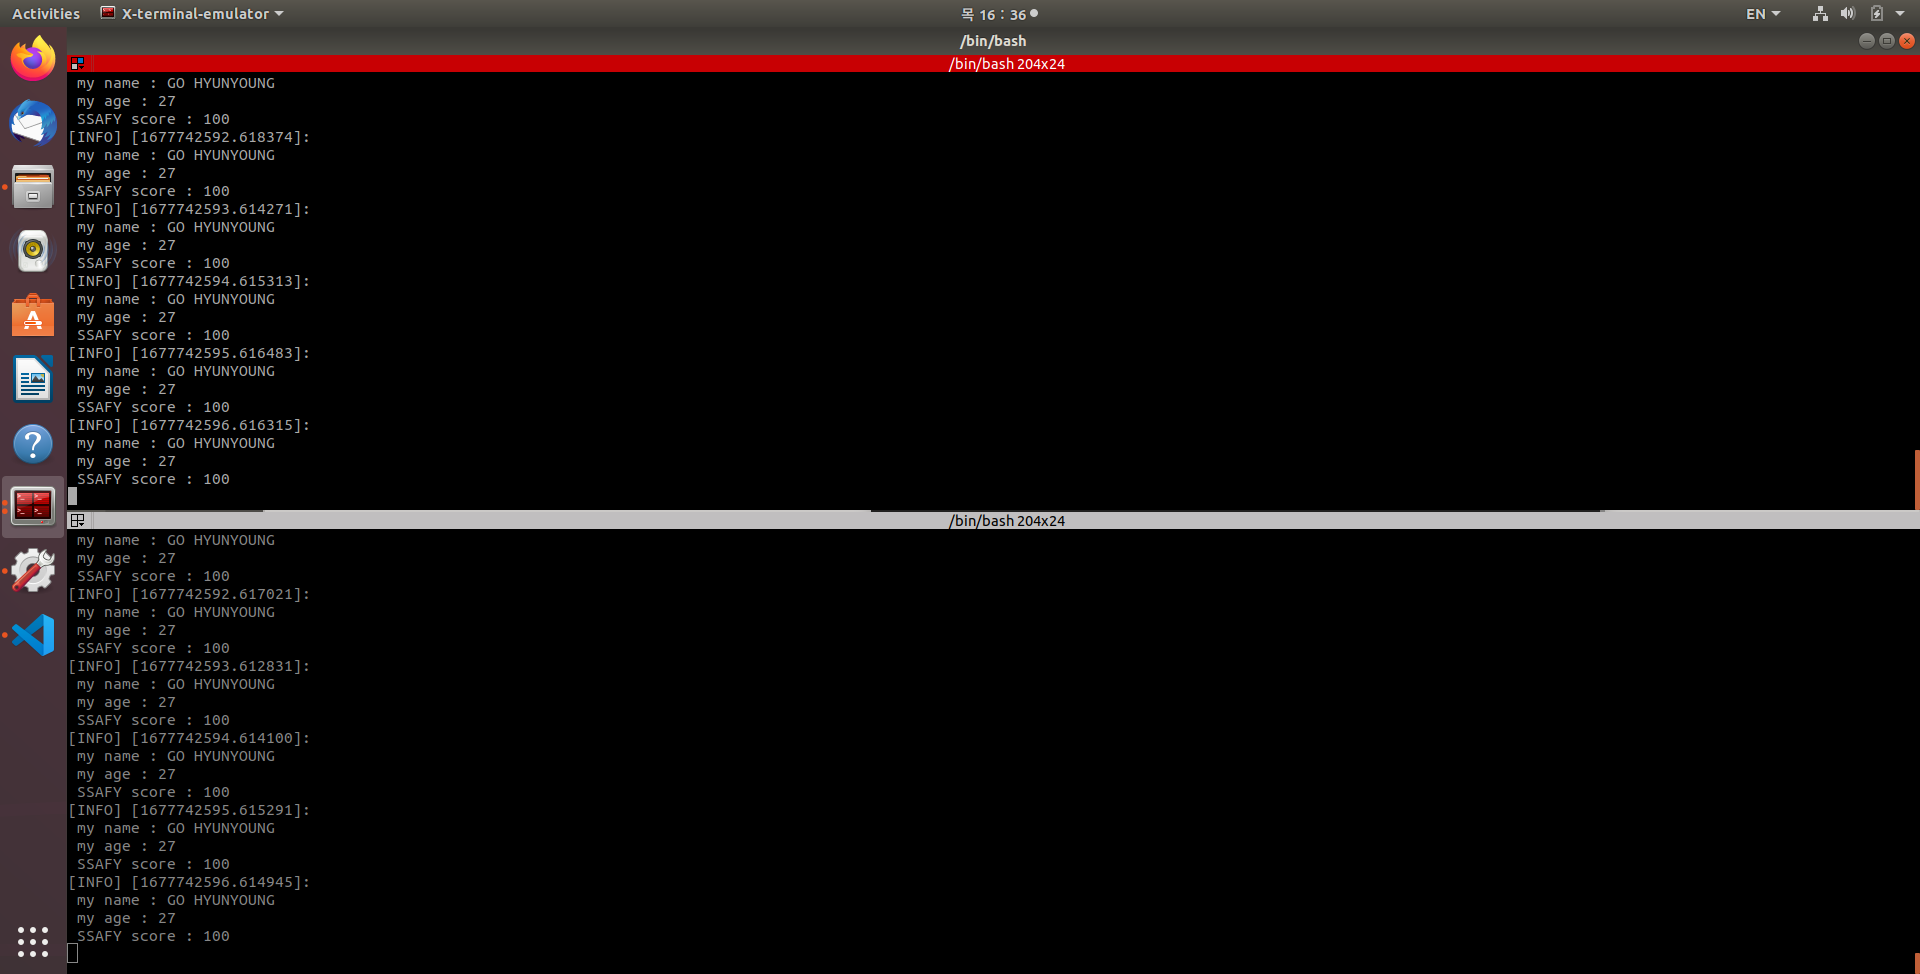 Activities X-terminal-emulator 목 16 : 36 EN
/bin/bash
/bin/bash 204x24
my name : GO HYUNYOUNG
my age : 27
SSAFY score : 100
[INFO] [1677742592.618374]:
my name : GO HYUNYOUNG
my age : 27
SSAFY score : 100
[INFO] [1677742593.614271]:
my name : GO HYUNYOUNG
my age : 27
SSAFY score : 100
[INFO] [1677742594.615313]:
my name : GO HYUNYOUNG
my age : 27
SSAFY score : 100
[INFO] [1677742595.616483]:
my name : GO HYUNYOUNG
my age : 27
SSAFY score : 100
[INFO] [1677742596.616315]:
my name : GO HYUNYOUNG
my age : 27
SSAFY score : 100
/bin/bash 204x24
my name : GO HYUNYOUNG
my age : 27
SSAFY score : 100
[INFO] [1677742592.617021]:
my name : GO HYUNYOUNG
my age : 27
SSAFY score : 100
[INFO] [1677742593.612831]:
my name : GO HYUNYOUNG
my age : 27
SSAFY score : 100
[INFO] [1677742594.614100]:
my name : GO HYUNYOUNG
my age : 27
SSAFY score : 100
[INFO] [1677742595.615291]:
my name : GO HYUNYOUNG
my age : 27
SSAFY score : 100
[INFO] [1677742596.614945]:
my name : GO HYUNYOUNG
my age : 27
SSAFY score : 100